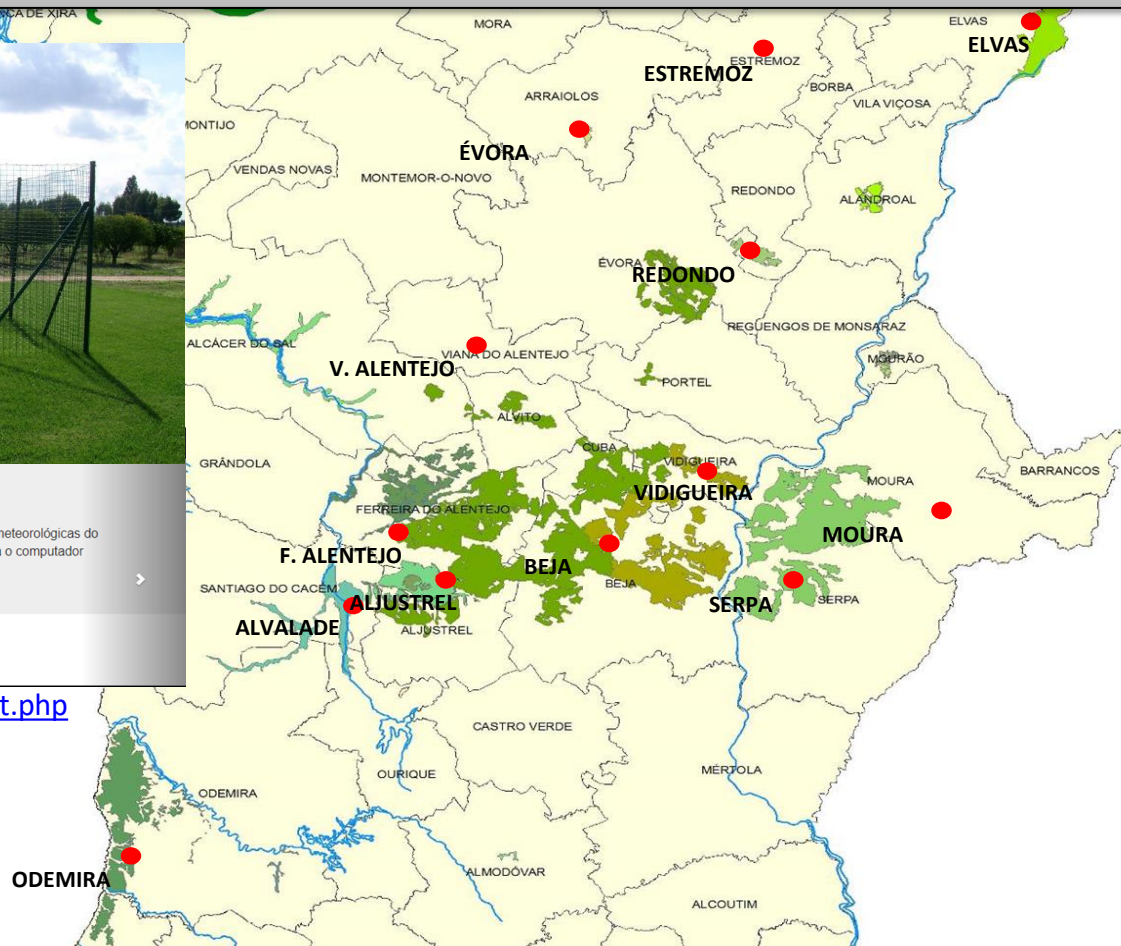 CA DE XIRA
MORA
ELVAS
ELVAS
ESTREMOZ
ESTREMOZ
BORBA
ARRAIOLOS
VILA VIÇOSA
MONTIJO
ÉVORA
VENDAS NOVAS
MONTEMOR-O-NOVO
REDONDO
ALANDROAL
ÉVORA
REDONDO
REGUENGOS DE MONSARAZ
ALCÁCER DO SAL
VIANA DO ALENTEJO
MOURÃO
V. ALENTEJO
PORTEL
ALVITO
CUBA
GRÂNDOLA
VIDIGUEIRA
BARRANCOS
MOURA
VIDIGUEIRA
FERREIRA DO ALENTEJO
meteorológicas do
o computador
MOURA
F. ALENTEJO
BEJA
BEJA
SANTIAGO DO CACÉM
ALJUSTREL
SERPA
SERPA
ALVALADE
ALJUSTREL
t.php
CASTRO VERDE
OURIQUE
MÉRTOLA
ODEMIRA
ALMODÔVAR
ODEMIRA
ALCOUTIM